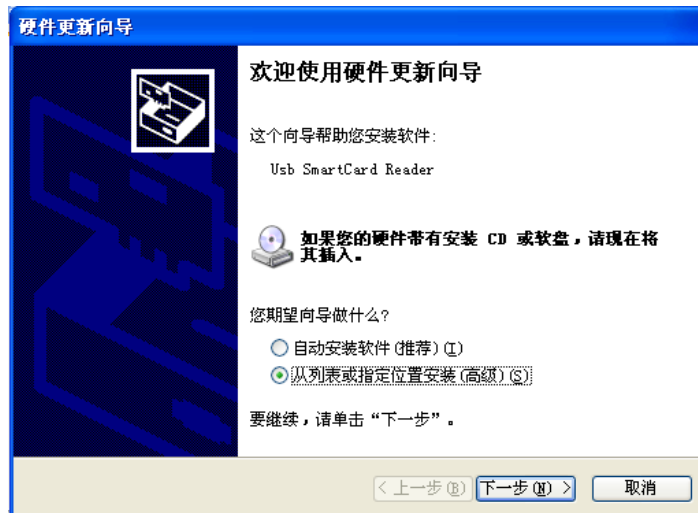 硬件更新向导
欢迎使用硬件更新向导
这个向导帮助您安装软件:
Usb SmartCard Reader
如果您的硬件带有安装 CD 或软盘，请现在将
其插入。
您期望向导做什么?
自动安装软件(推荐)(I)
从列表或指定位置安装(高级)(S)
要继续，请单击“下一步”。
< 上一步(B)
下一步(N) >
取消